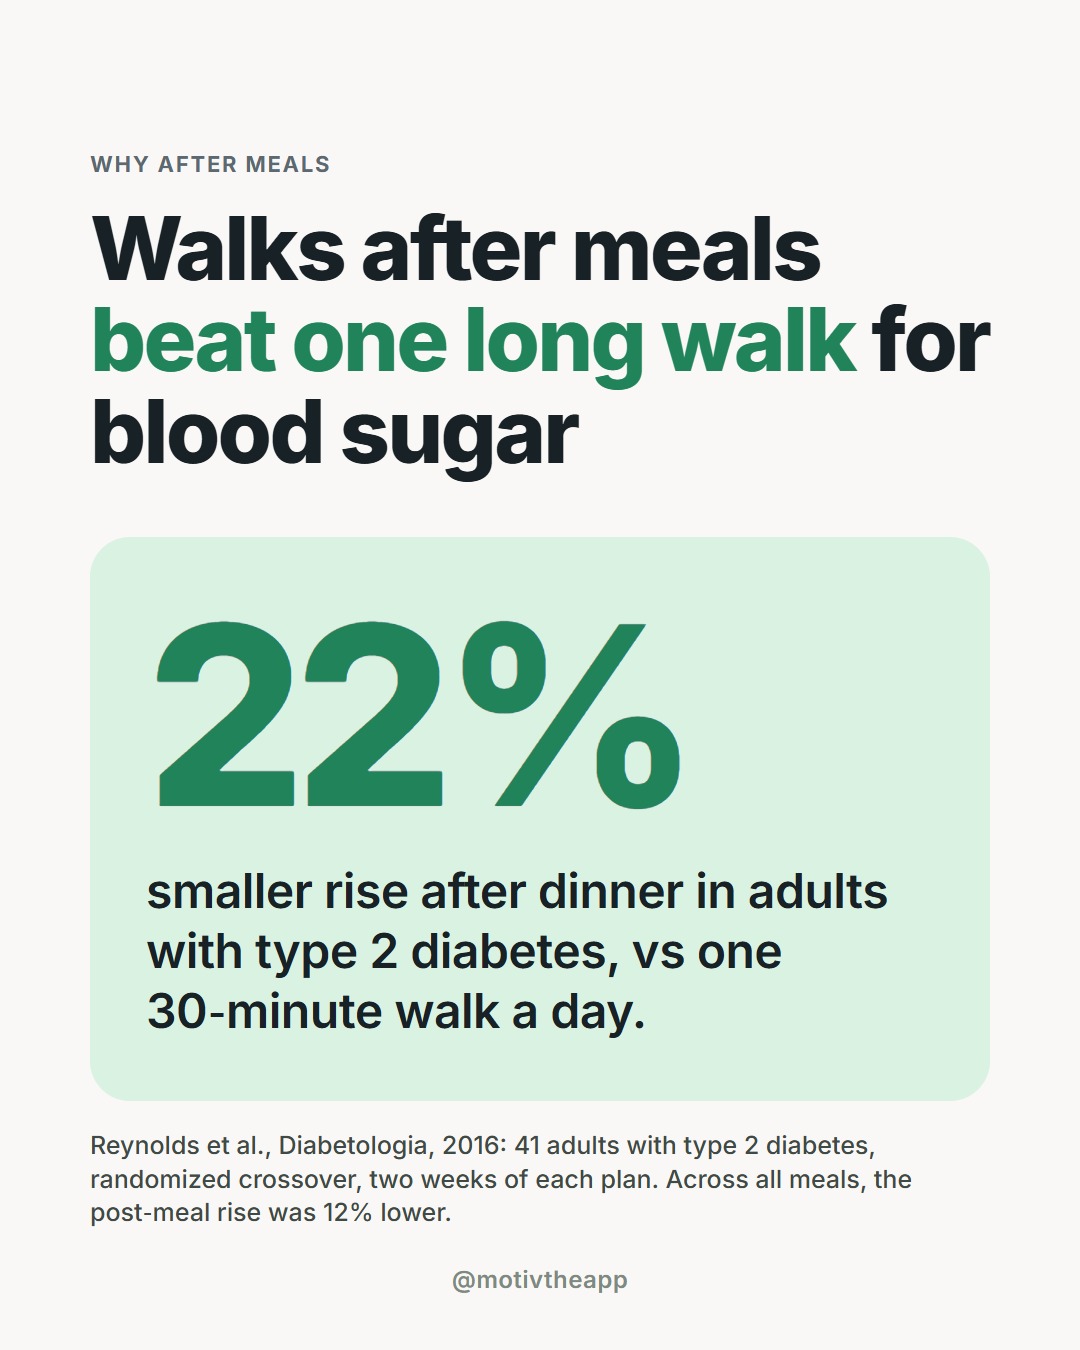 WHY AFTER MEALS
Walks after meals
beat one long walk for
blood sugar
22%
smaller rise after dinner in adults
with type 2 diabetes, vs one
30-minute walk a day.
Reynolds et al., Diabetologia, 2016: 41 adults with type 2 diabetes,
randomized crossover, two weeks of each plan. Across all meals, the
post-meal rise was 12% lower.
@motivtheapp